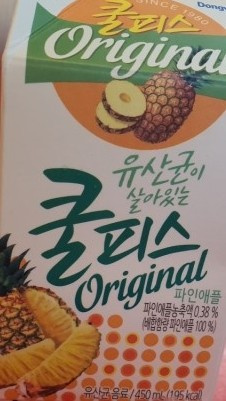 SINCE 1980
쿨피스
Original
유산균이
살아있는
쿨피스
Original
파인애플
파인애플농축액 0.38 %
(배합함량 파인애플 100 %)
유산균음료/450 mL (195 kcal)